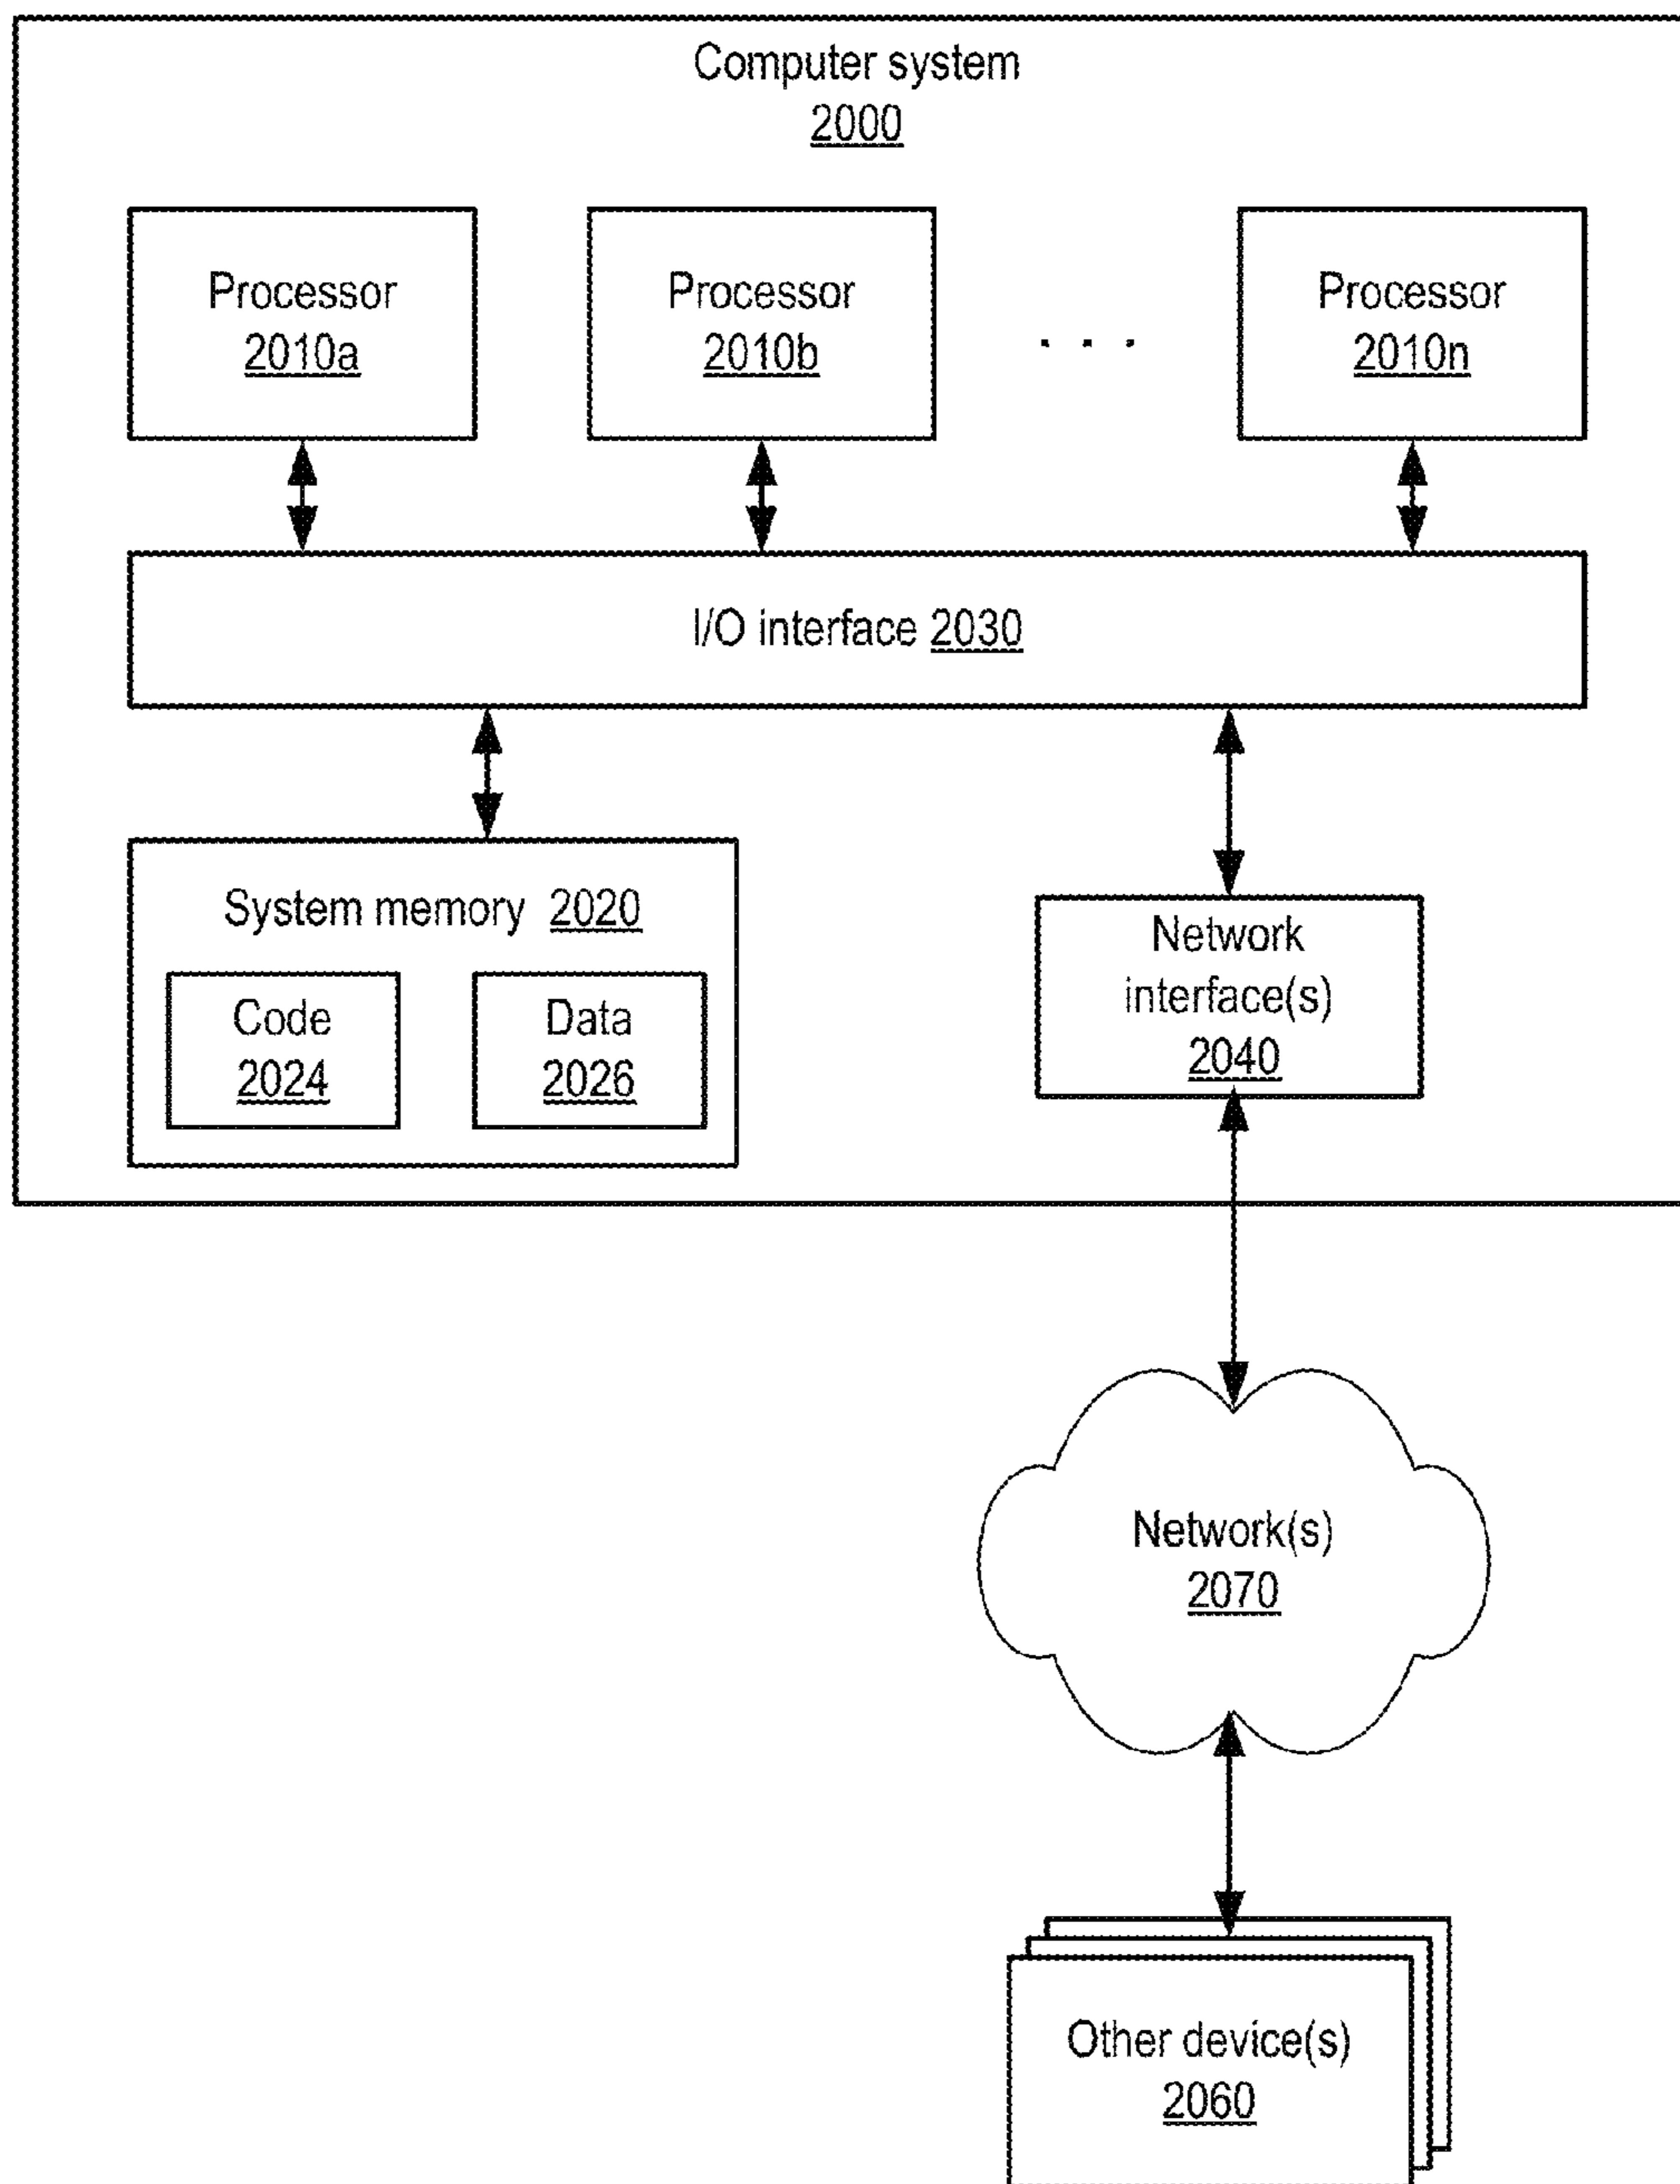 Computer system
2000
Processor
2010a
Processor
2010b
. . .
Processor
2010n
I/O interface 2030
System memory 2020
Code
2024
Data
2026
Network
interface(s)
2040
Network(s)
2070
Other device(s)
2060